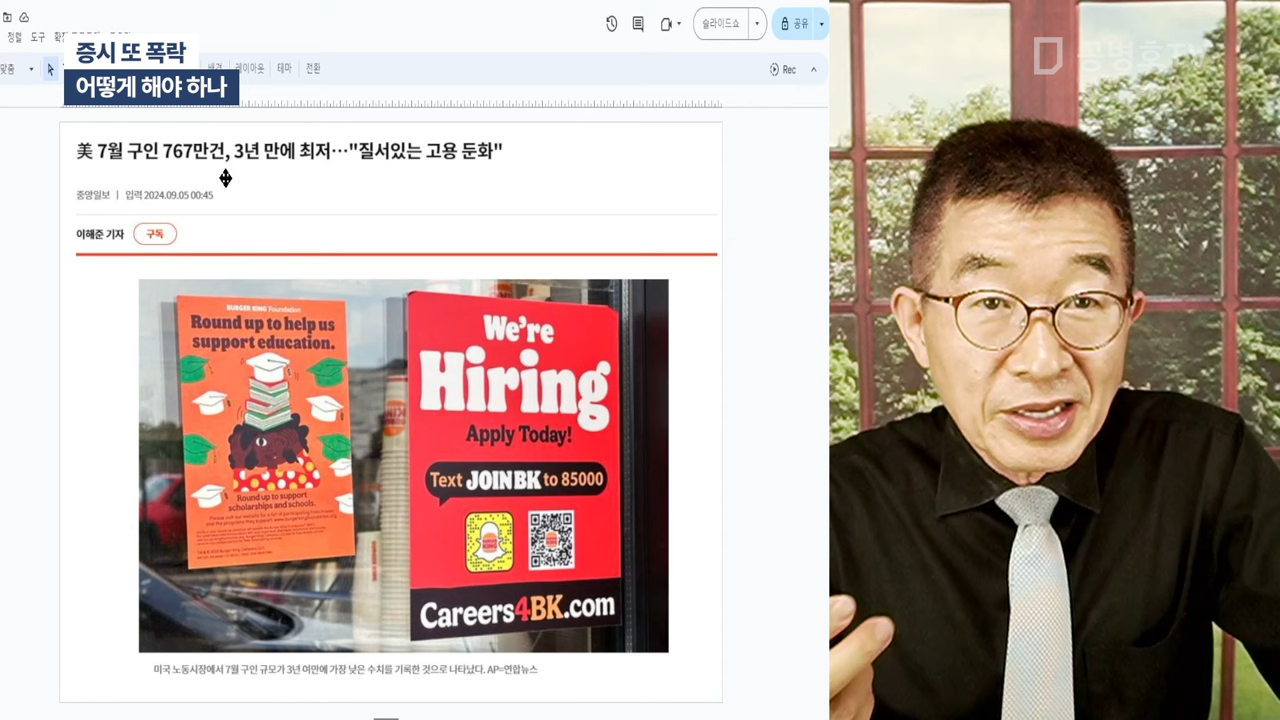 정렬 도구
슬라이드쇼
공유
증시 또 폭락
어떻게 해야 하나
맞춤
배경
레이아웃
테마
전환
Rec
공병호TV
美 7월 구인 767만건, 3년 만에 최저…"질서있는 고용 둔화"
중앙일보 | 입력 2024.09.05 00:45
이해준 기자
구독
BURGER KING Foundation
Round up to help us
support education.
Round up to support
scholarships and schools.
We're
Hiring
Apply Today!
Text JOIN BK to 85000
Careers4BK.com
미국 노동시장에서 7월 구인 규모가 3년 여만에 가장 낮은 수치를 기록한 것으로 나타났다. AP=연합뉴스